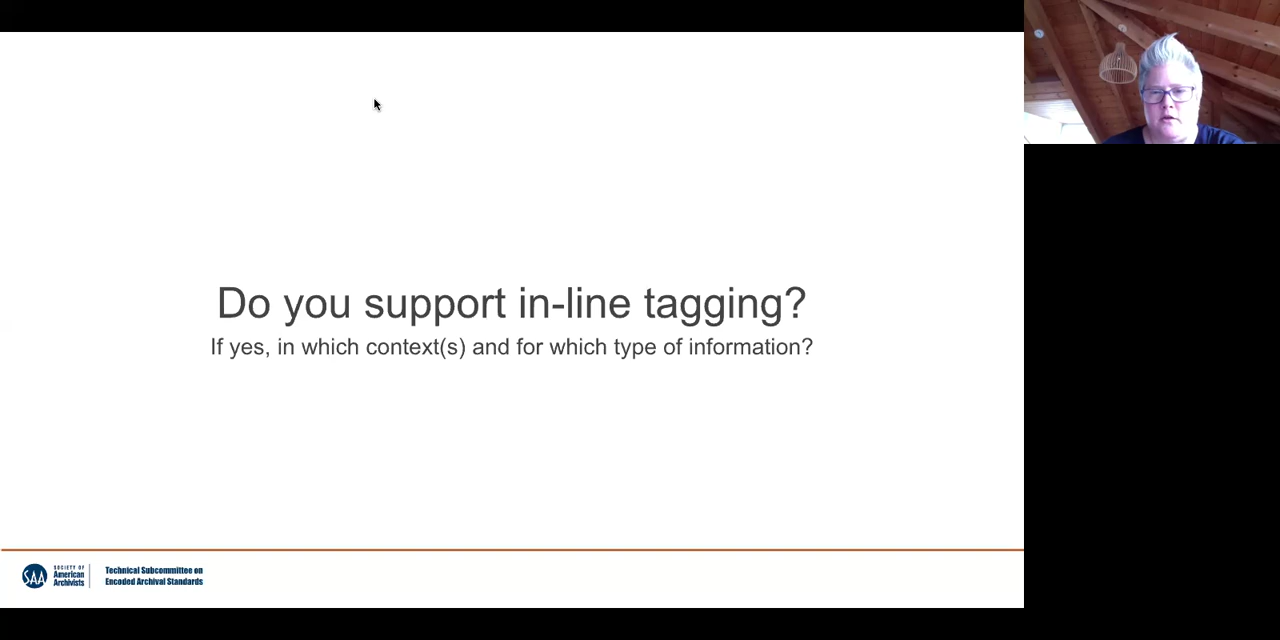 Do you support in-line tagging?
If yes, in which context(s) and for which type of information?
SAA
SOCIETY OF
American
Archivists
Technical Subcommittee on
Encoded Archival Standards